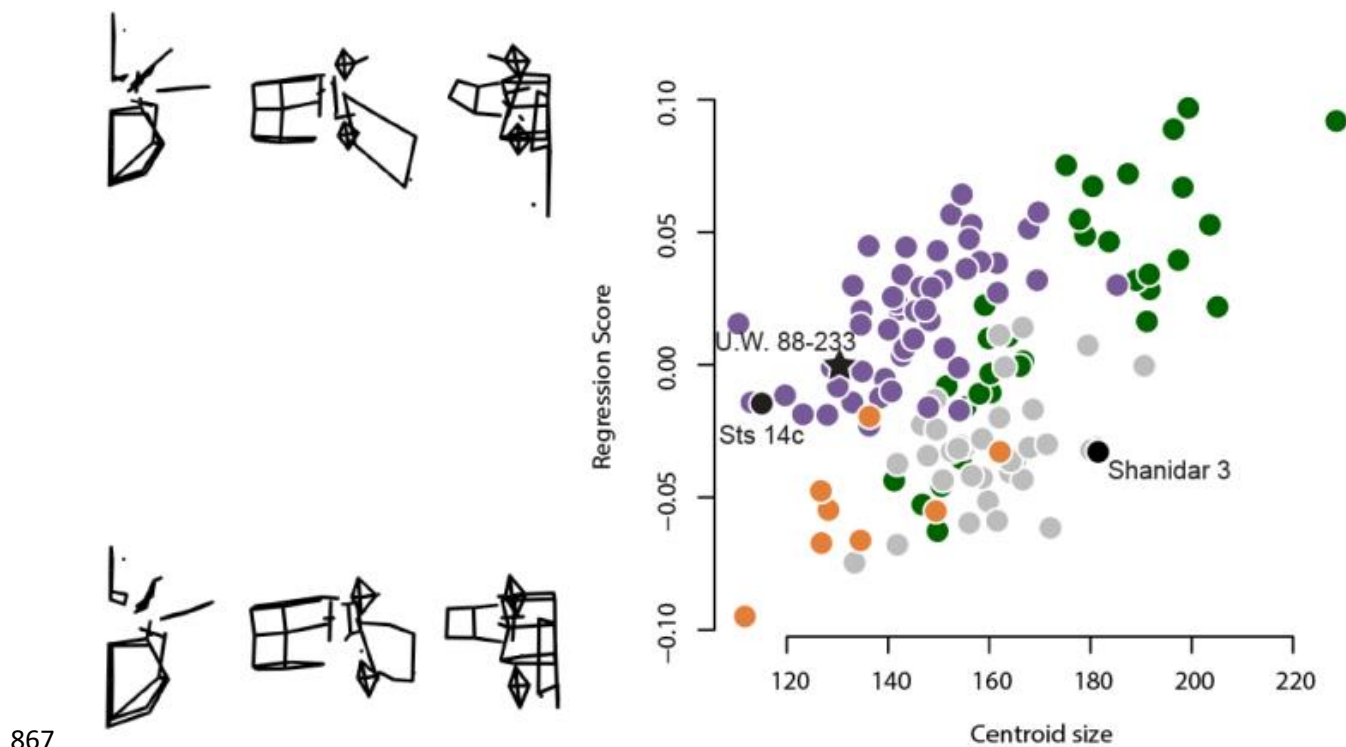 0.10
0.05
0.00
−0.05
−0.10
Regression Score
U.W. 88-233
Sts 14c
Shanidar 3
120 140 160 180 200 220
Centroid size
867